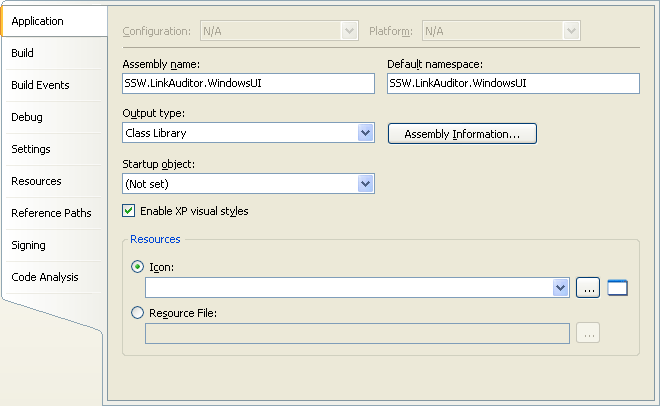 Application
Build
Build Events
Debug
Settings
Resources
Reference Paths
Signing
Code Analysis
Configuration: N/A Platform: N/A
Assembly name: Default namespace:
SSW.LinkAuditor.WindowsUI SSW.LinkAuditor.WindowsUI
Output type:
Class Library Assembly Information...
Startup object:
(Not set)
Enable XP visual styles
Resources
Icon:
...
Resource File:
...